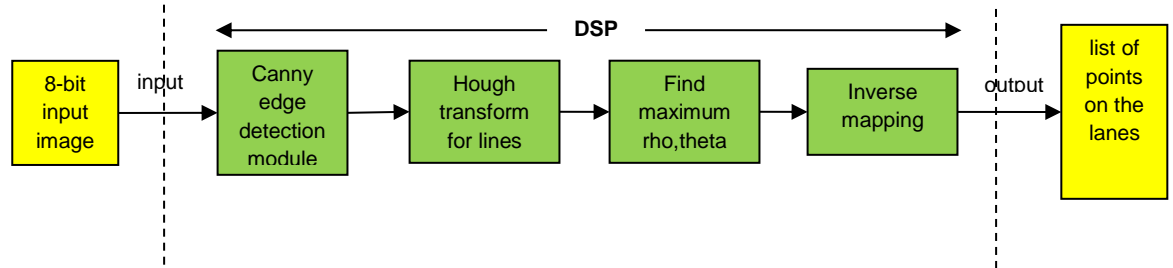 DSP
8-bit
input
image
input
Canny
edge
detection
module
Hough
transform
for lines
Find
maximum
rho,theta
Inverse
mapping
output
list of
points
on the
lanes